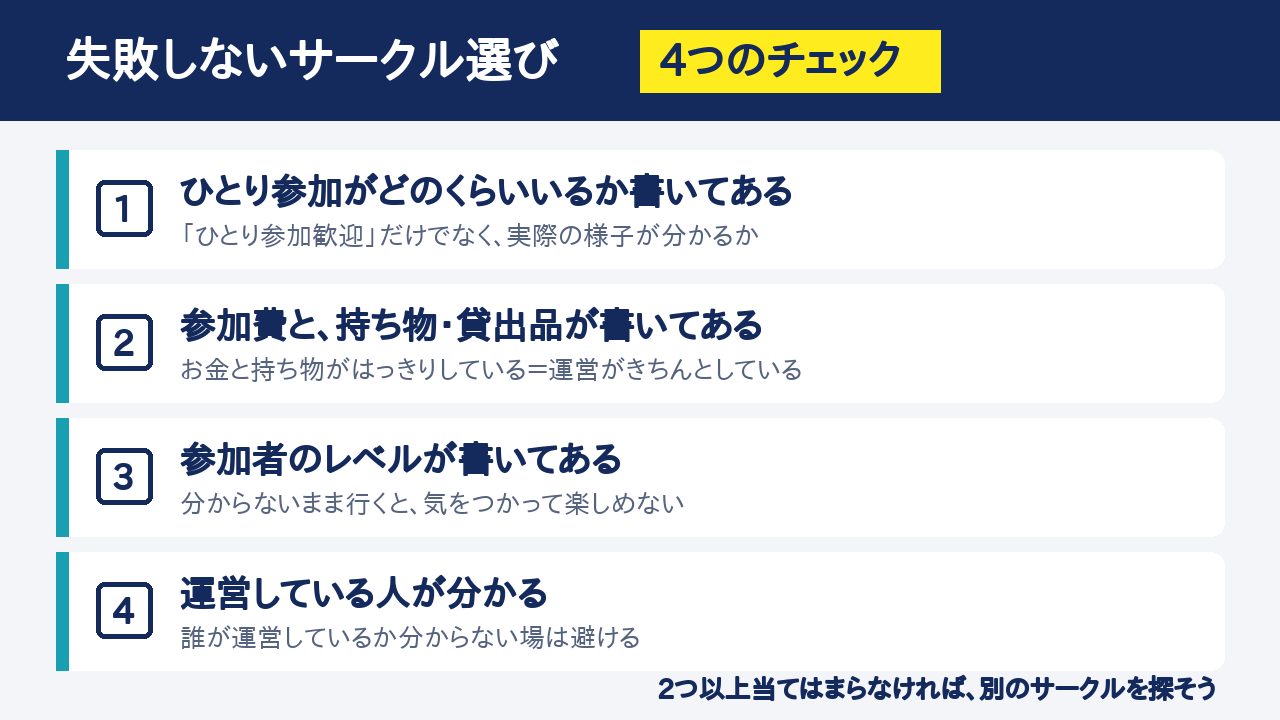 失敗しないサークル選び
4つのチェック
1
ひとり参加がどのくらいいるか書いてある
「ひとり参加歓迎」だけでなく、実際の様子が分かるか
2
参加費と、持ち物・貸出品が書いてある
お金と持ち物がはっきりしている＝運営がきちんとしている
3
参加者のレベルが書いてある
分からないまま行くと、気をつかって楽しめない
4
運営している人が分かる
誰が運営しているか分からない場は避ける
2つ以上当てはまらなければ、別のサークルを探そう